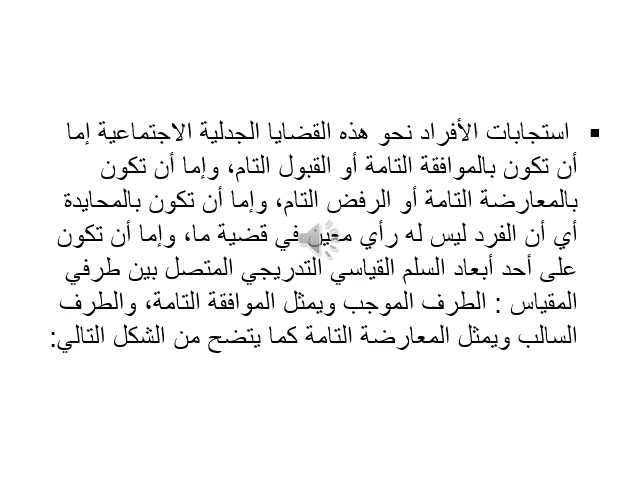 ▪ استجابات الأفراد نحو هذه القضايا الجدلية الاجتماعية إما
أن تكون بالموافقة التامة أو القبول التام، وإما أن تكون
بالمعارضة التامة أو الرفض التام، وإما أن تكون بالمحايدة
أي أن الفرد ليس له رأي معين في قضية ما، وإما أن تكون
على أحد أبعاد السلم القياسي التدريجي المتصل بين طرفي
المقياس : الطرف الموجب ويمثل الموافقة التامة، والطرف
السالب ويمثل المعارضة التامة كما يتضح من الشكل التالي: